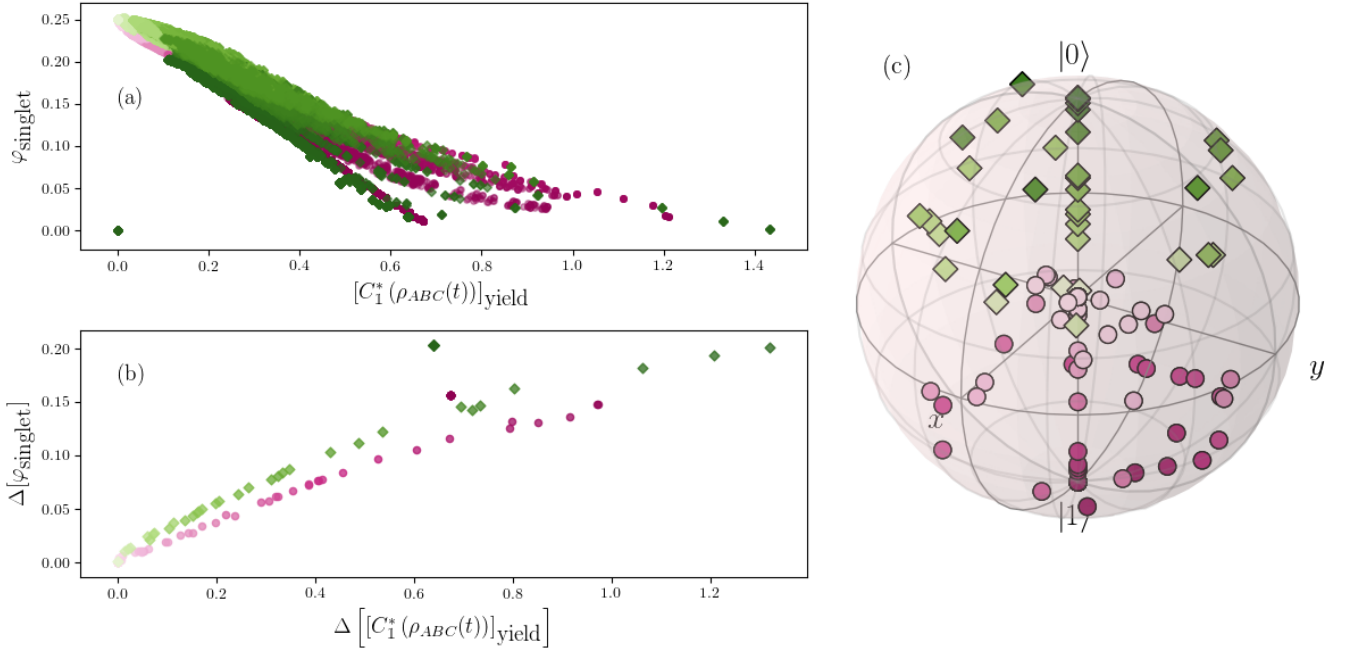 0.25
0.20
0.15
0.10
0.05
0.00
φsinglet
(a)
0.0 0.2 0.4 0.6 0.8 1.0 1.2 1.4
[C₁*(ρABC(t))]yield
0.20
0.15
0.10
0.05
0.00
Δ[φsinglet]
(b)
0.0 0.2 0.4 0.6 0.8 1.0 1.2
Δ[[C₁*(ρABC(t))]yield]
(c)
|0⟩
y
x
|1⟩